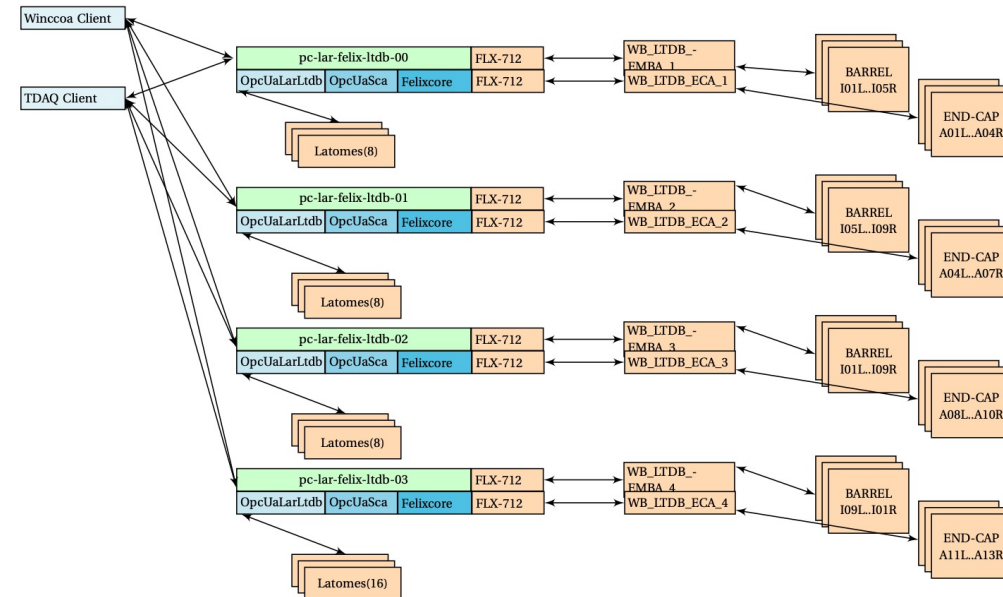 Winccoa Client
TDAQ Client
pc-lar-felix-ltdb-00
FLX-712
OpcUaLarLtdb
OpcUaSca
Felixcore
FLX-712
WB_LTDB_-
EMBA_1
WB_LTDB_ECA_1
BARREL
I01L..I05R
END-CAP
A01L..A04R
Latomes(8)
pc-lar-felix-ltdb-01
FLX-712
OpcUaLarLtdb
OpcUaSca
Felixcore
FLX-712
WB_LTDB_-
EMBA_2
WB_LTDB_ECA_2
BARREL
I05L..I09R
END-CAP
A04L..A07R
Latomes(8)
pc-lar-felix-ltdb-02
FLX-712
OpcUaLarLtdb
OpcUaSca
Felixcore
FLX-712
WB_LTDB_-
EMBA_3
WB_LTDB_ECA_3
BARREL
I01L..I09R
END-CAP
A08L..A10R
Latomes(8)
pc-lar-felix-ltdb-03
FLX-712
OpcUaLarLtdb
OpcUaSca
Felixcore
FLX-712
WB_LTDB_-
EMBA_4
WB_LTDB_ECA_4
BARREL
I09L..I01R
END-CAP
A11L..A13R
Latomes(16)